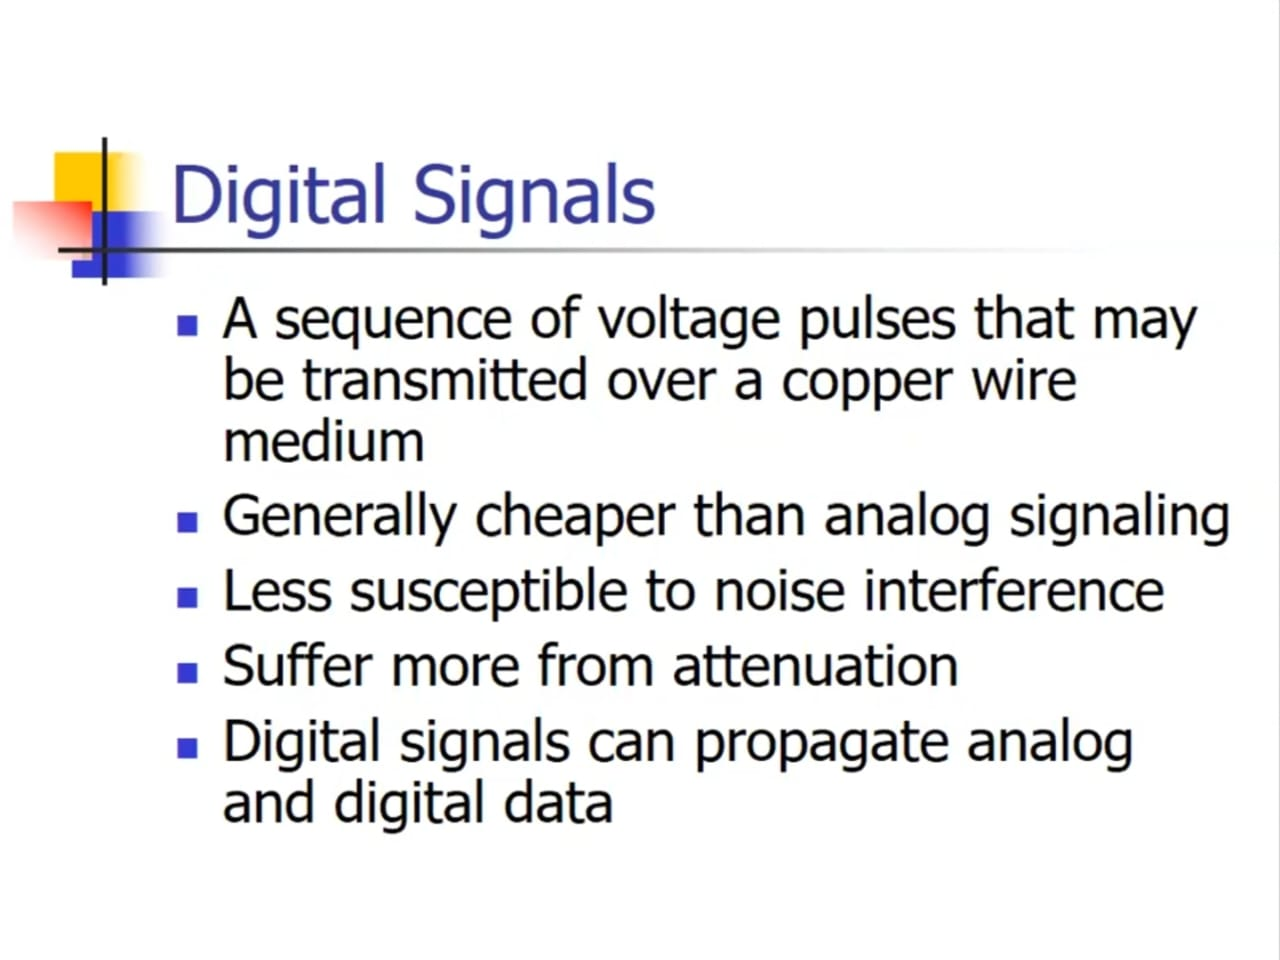 Digital Signals
A sequence of voltage pulses that may
be transmitted over a copper wire
medium
Generally cheaper than analog signaling
Less susceptible to noise interference
Suffer more from attenuation
Digital signals can propagate analog
and digital data